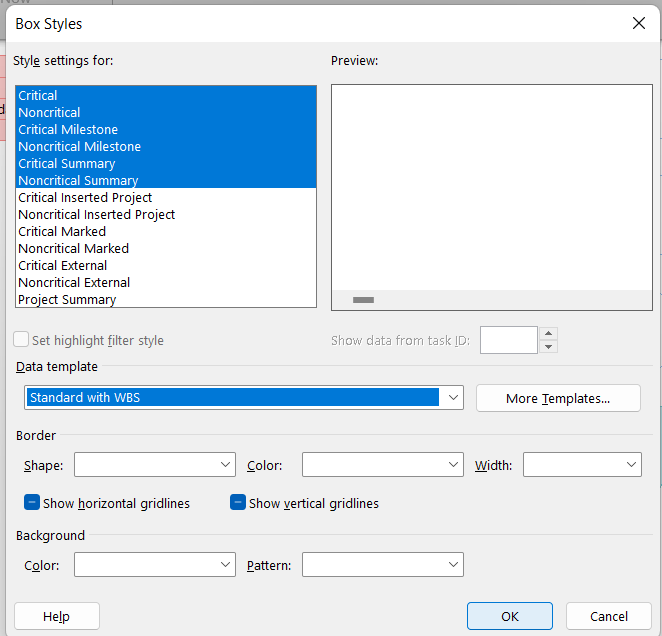 Box Styles
Style settings for:
Preview:
Critical
Noncritical
Critical Milestone
Noncritical Milestone
Critical Summary
Noncritical Summary
Critical Inserted Project
Noncritical Inserted Project
Critical Marked
Noncritical Marked
Critical External
Noncritical External
Project Summary
Set highlight filter style
Show data from task ID:
Data template
Standard with WBS
More Templates...
Border
Shape:
Color:
Width:
Show horizontal gridlines
Show vertical gridlines
Background
Color:
Pattern:
Help
OK
Cancel